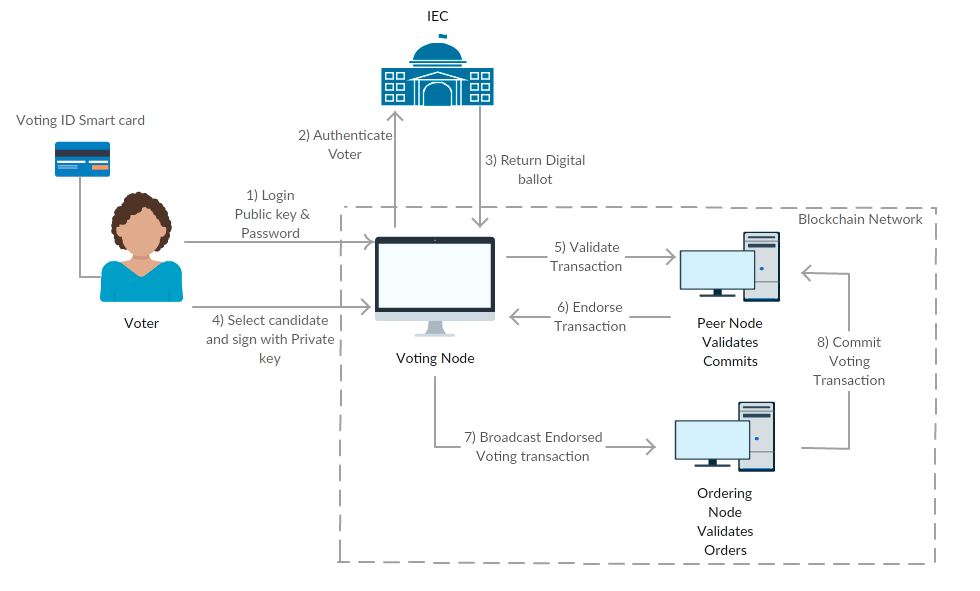 IEC
Voting ID Smart card
2) Authenticate
Voter
3) Return Digital
ballot
1) Login
Public key &
Password
Blockchain Network
5) Validate
Transaction
6) Endorse
Transaction
Voter
4) Select candidate
and sign with Private
key
Voting Node
Peer Node
Validates
Commits
8) Commit
Voting
Transaction
7) Broadcast Endorsed
Voting transaction
Ordering
Node
Validates
Orders